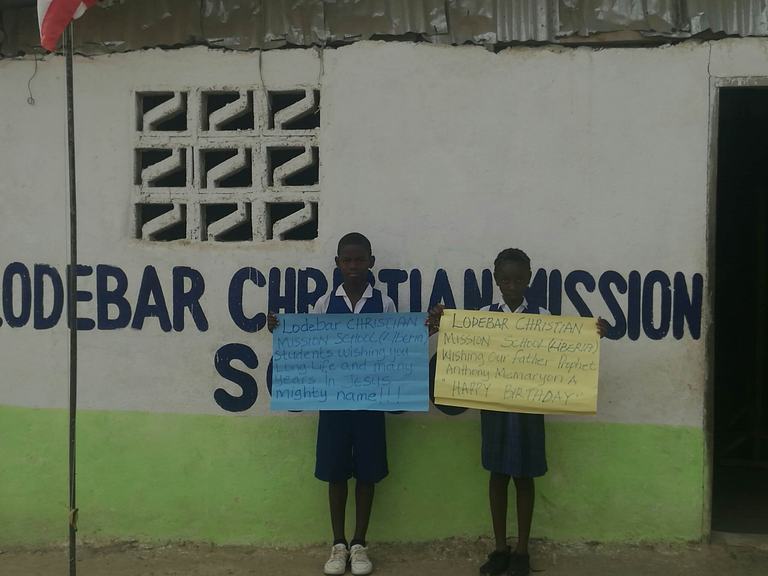 LODEBAR CHRISTIAN MISSION
Lodebar CHRISTIAN
MISSION SCHOOL (LIBERIA)
Students wishing you
Long-Life and many
Years In Jesus
mighty name!!!
LODEBAR CHRISTIAN
MISSION SCHOOL (LIBERIA)
Wishing Our Father Prophet
Anthony Memaryon A
"HAPPY BIRTHDAY"